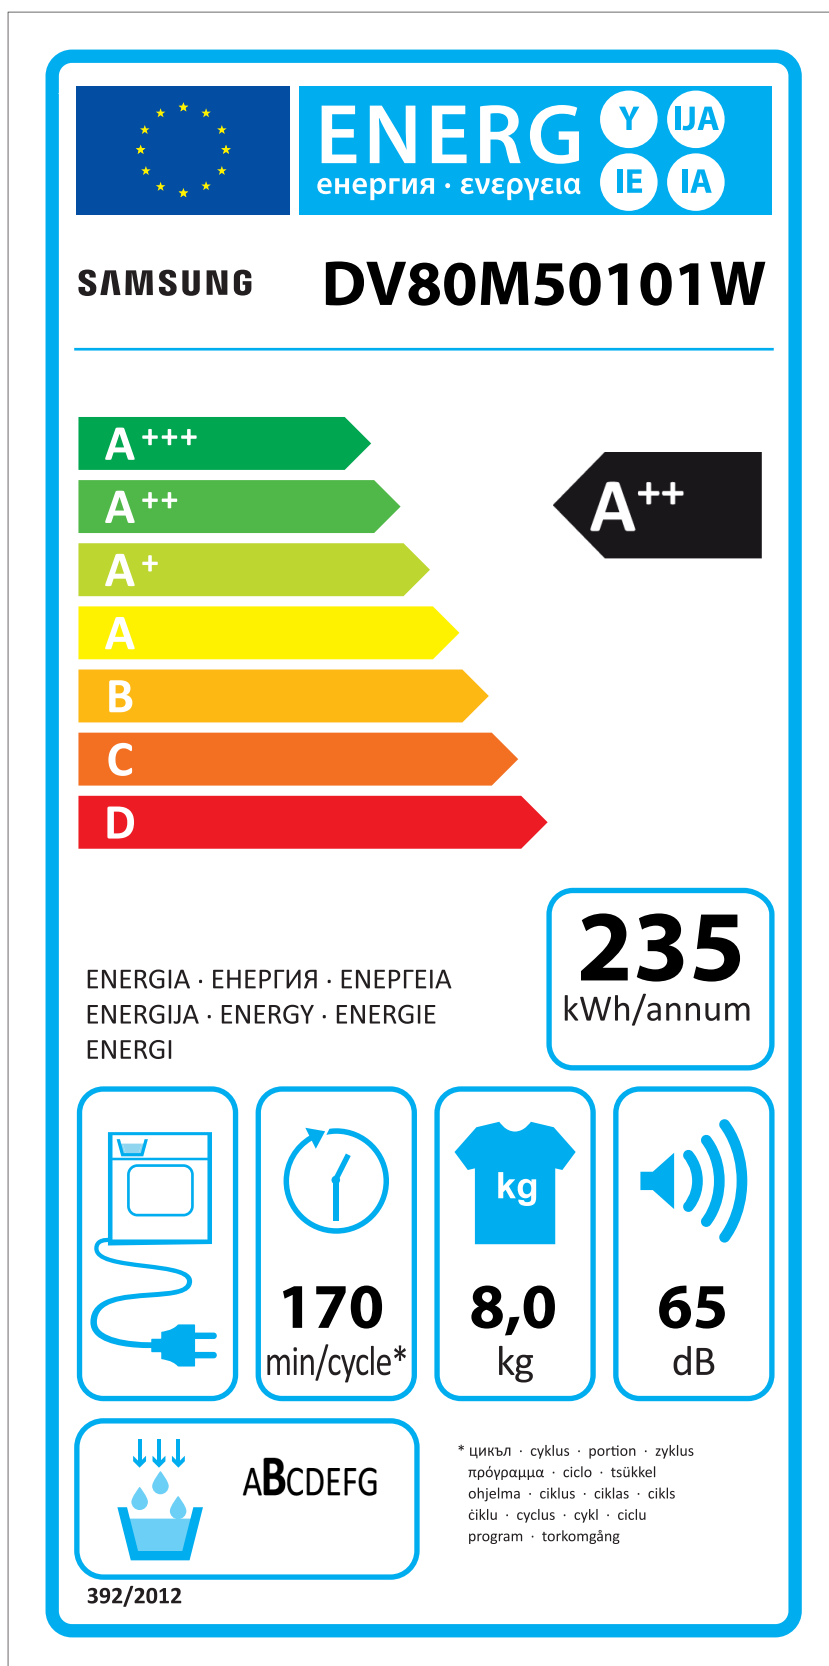 ENERG Y IJA
енергия · ενεργεια IE IA
SAMSUNG DV80M50101W
A+++
A++
A++
A+
A
B
C
D
235
kWh/annum
ENERGIA · ЕНЕРГИЯ · ΕΝΕΡΓΕΙΑ
ENERGIJA · ENERGY · ENERGIE
ENERGI
kg
170 8,0 65
min/cycle* kg dB
ABCDEFG
* цикъл · cyklus · portion · zyklus
πρόγραμμα · ciclo · tsükkel
ohjelma · ciklus · ciklas · cikls
ċiklu · cyclus · cykl · ciclu
program · torkomgång
392/2012